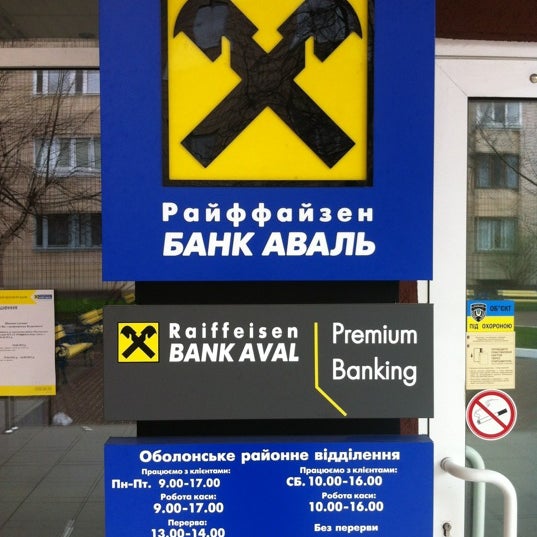 Райффайзен
БАНК АВАЛЬ
Raiffeisen
BANK AVAL
Premium
Banking
ОБ'ЄКТ
ПІД ОХОРОНОЮ
Оболонське районне відділення
Працюємо з клієнтами:
Пн-Пт. 9.00-17.00
Робота каси:
9.00-17.00
Перерва:
13.00-14.00
Працюємо з клієнтами:
СБ. 10.00-16.00
Робота каси:
10.00-16.00
Без перерви